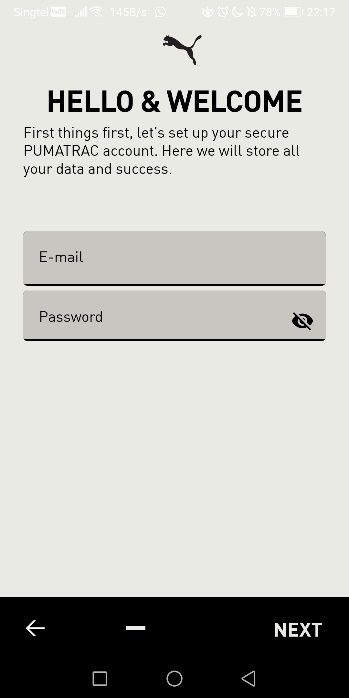 Singtel VoLTE 145B/s 78% 22:17
HELLO & WELCOME
First things first, let's set up your secure
PUMATRAC account. Here we will store all
your data and success.
E-mail
Password
NEXT